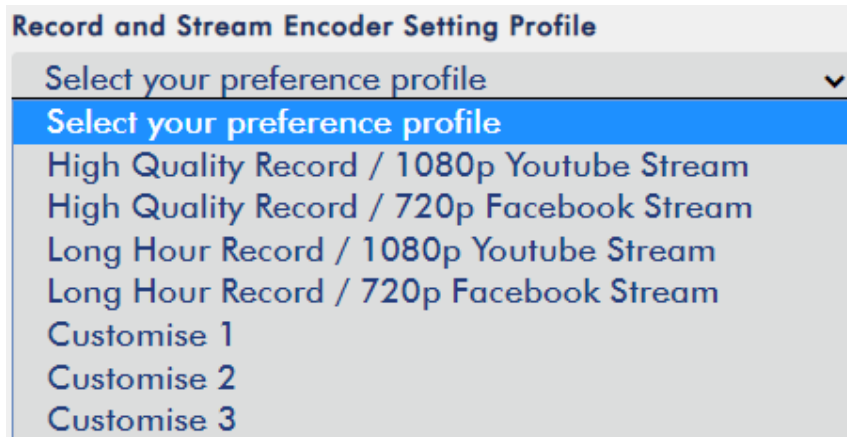 Record and Stream Encoder Setting Profile
Select your preference profile
Select your preference profile
High Quality Record / 1080p Youtube Stream
High Quality Record / 720p Facebook Stream
Long Hour Record / 1080p Youtube Stream
Long Hour Record / 720p Facebook Stream
Customise 1
Customise 2
Customise 3